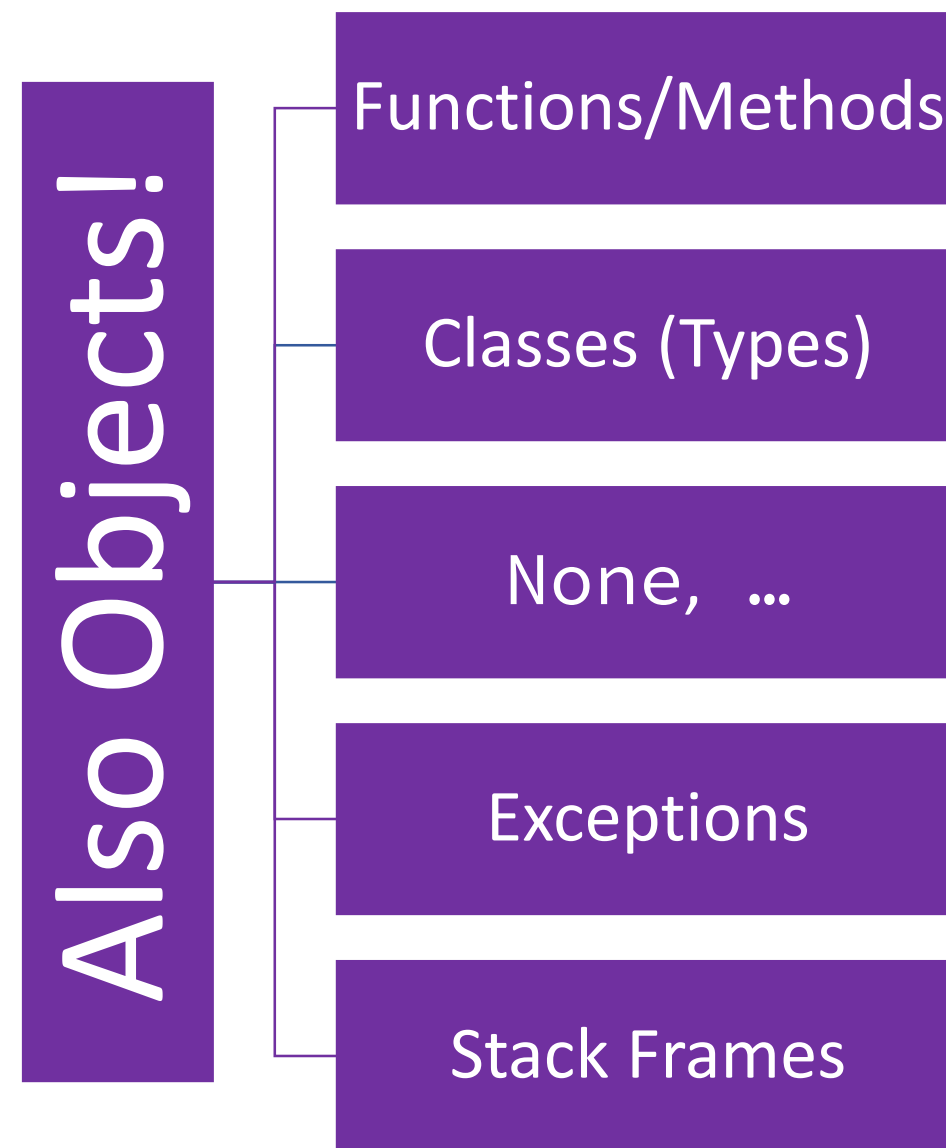 Also Objects!
Functions/Methods
Classes (Types)
None, …
Exceptions
Stack Frames